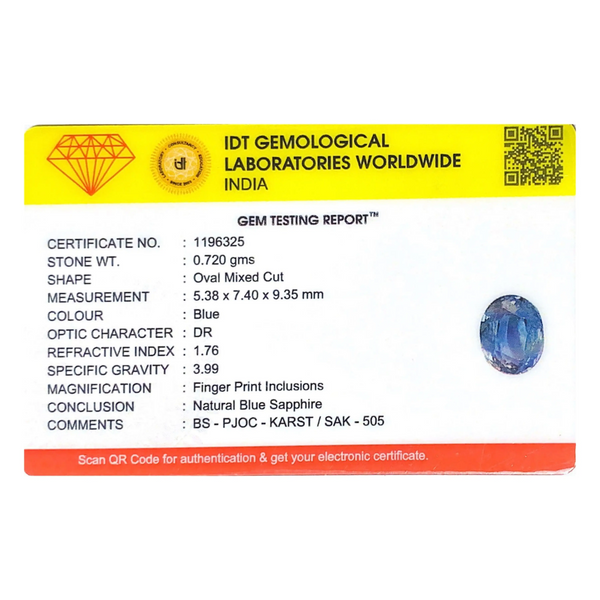 IDT GEMOLOGICAL
LABORATORIES WORLDWIDE
INDIA
GEM TESTING REPORT™
CERTIFICATE NO. : 1196325
STONE WT. : 0.720 gms
SHAPE : Oval Mixed Cut
MEASUREMENT : 5.38 x 7.40 x 9.35 mm
COLOUR : Blue
OPTIC CHARACTER : DR
REFRACTIVE INDEX : 1.76
SPECIFIC GRAVITY : 3.99
MAGNIFICATION : Finger Print Inclusions
CONCLUSION : Natural Blue Sapphire
COMMENTS : BS - PJOC - KARST / SAK - 505
Scan QR Code for authentication & get your electronic certificate.